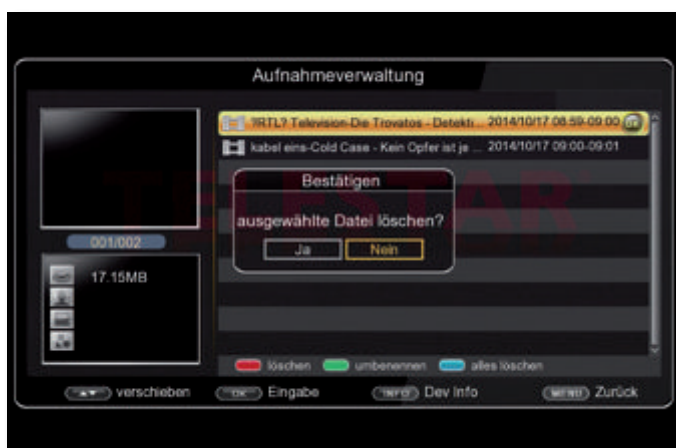 Aufnahmeverwaltung
?RTL? Television-Die Trovatos - Detekti... 2014/10/17 08:59-09:00
kabel eins-Cold Case - Kein Opfer ist je ... 2014/10/17 09:00-09:01
Bestätigen
TELESTAR
ausgewählte Datei löschen?
Ja Nein
001/002
17.15MB
löschen umbenennen alles löschen
verschieben OK Eingabe INFO Dev Info MENU Zurück